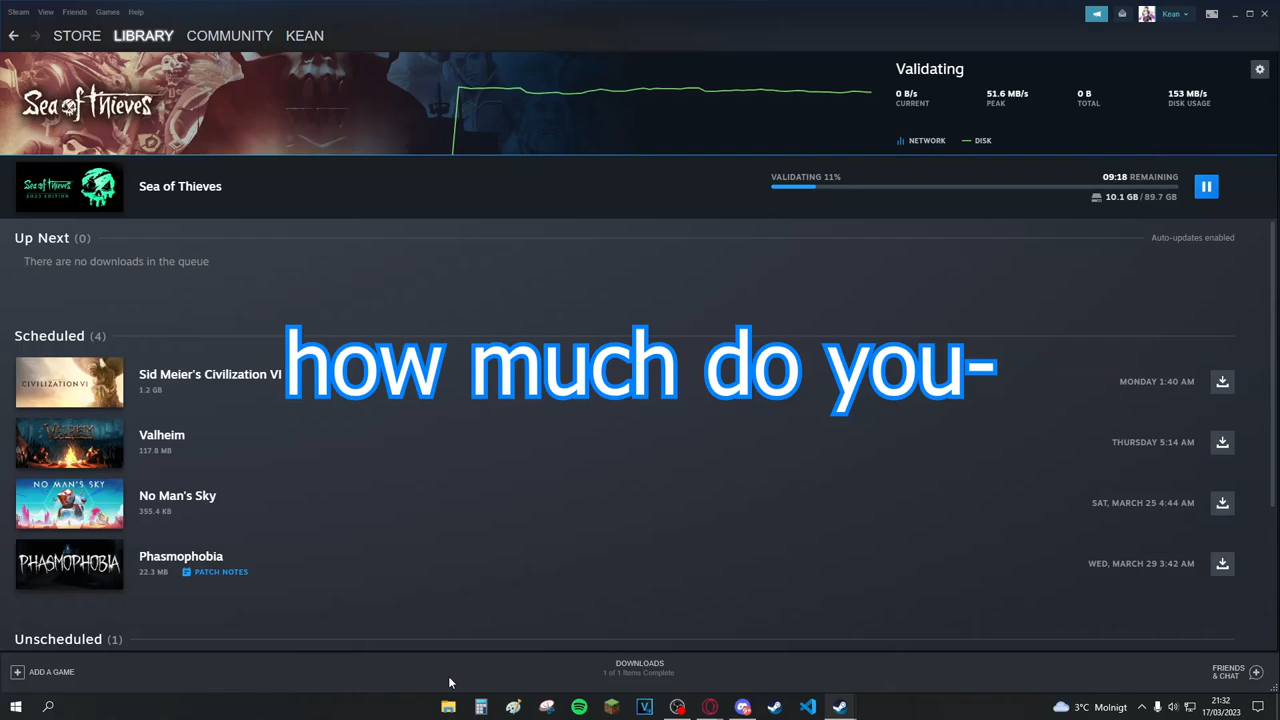 Steam View Friends Games Help
Kean
STORE LIBRARY COMMUNITY KEAN
Sea of Thieves
Validating
0 B/s 51.6 MB/s 0 B 153 MB/s
CURRENT PEAK TOTAL DISK USAGE
NETWORK DISK
Sea of Thieves
2023 EDITION
Sea of Thieves
VALIDATING 11%
09:18 REMAINING
10.1 GB / 89.7 GB
Up Next (0)
Auto-updates enabled
There are no downloads in the queue
Scheduled (4)
how much do you-
CIVILIZATION VI
Sid Meier's Civilization VI
1.2 GB
MONDAY 1:40 AM
VALHEIM
Valheim
117.8 MB
THURSDAY 5:14 AM
NO MAN'S SKY
No Man's Sky
355.4 KB
SAT, MARCH 25 4:44 AM
PHASMOPHOBIA
Phasmophobia
22.3 MB PATCH NOTES
WED, MARCH 29 3:42 AM
Unscheduled (1)
ADD A GAME
DOWNLOADS
1 of 1 Items Complete
FRIENDS
& CHAT
3°C Molnigt
21:32
17/03/2023